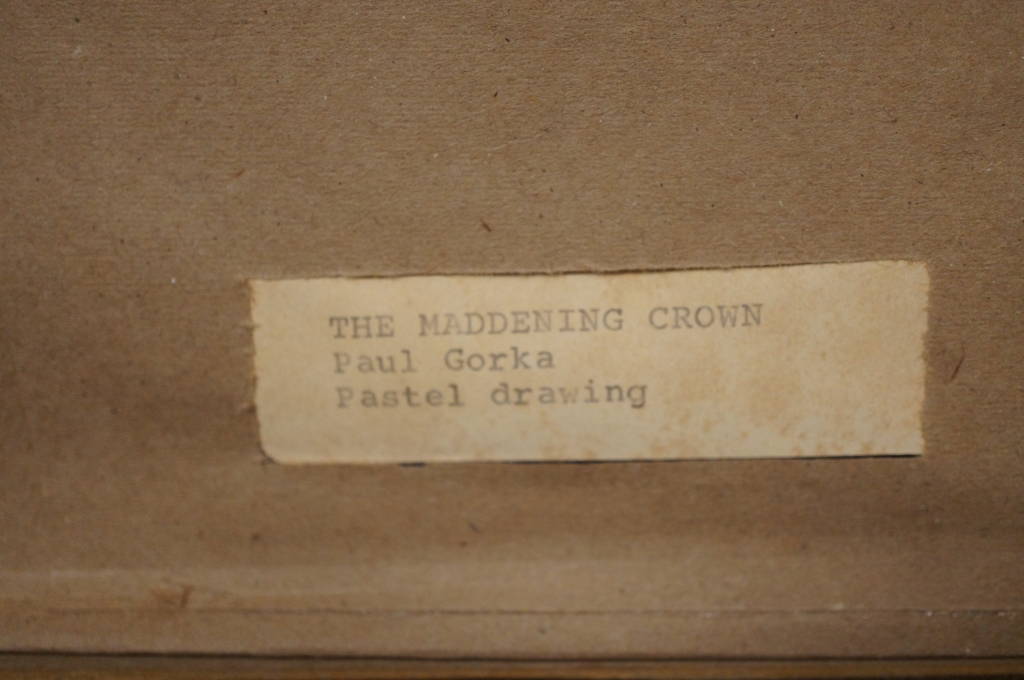 THE MADDENING CROWN
Paul Gorka
Pastel drawing